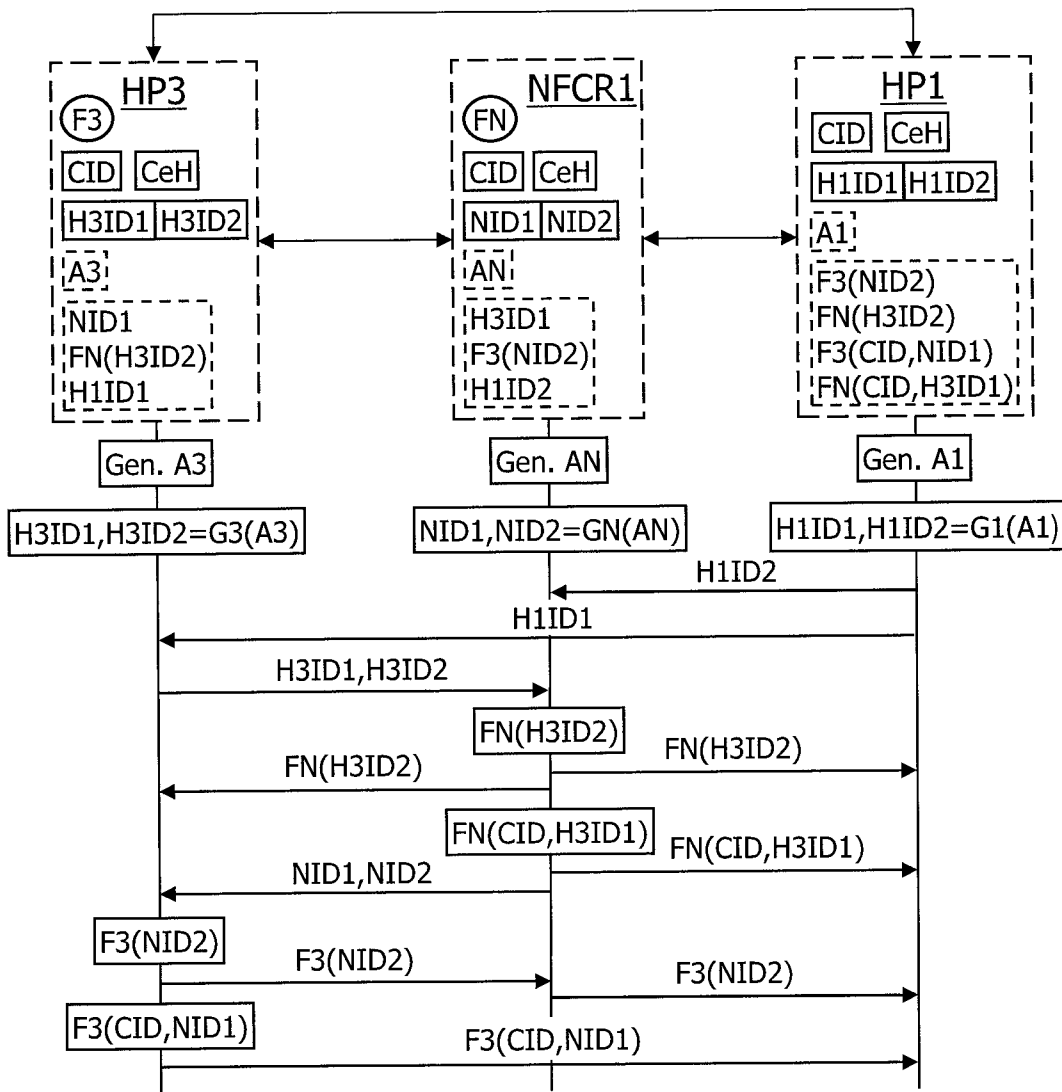 HP3
F3
CID CeH
H3ID1 H3ID2
A3
NID1
FN(H3ID2)
H1ID1
NFCR1
FN
CID CeH
NID1 NID2
AN
H3ID1
F3(NID2)
H1ID2
HP1
CID CeH
H1ID1 H1ID2
A1
F3(NID2)
FN(H3ID2)
F3(CID,NID1)
FN(CID,H3ID1)
Gen. A3
Gen. AN
Gen. A1
H3ID1,H3ID2=G3(A3)
NID1,NID2=GN(AN)
H1ID1,H1ID2=G1(A1)
H1ID2
H1ID1
H3ID1,H3ID2
FN(H3ID2)
FN(H3ID2)
FN(H3ID2)
FN(CID,H3ID1)
FN(CID,H3ID1)
NID1,NID2
F3(NID2)
F3(NID2)
F3(NID2)
F3(CID,NID1)
F3(CID,NID1)